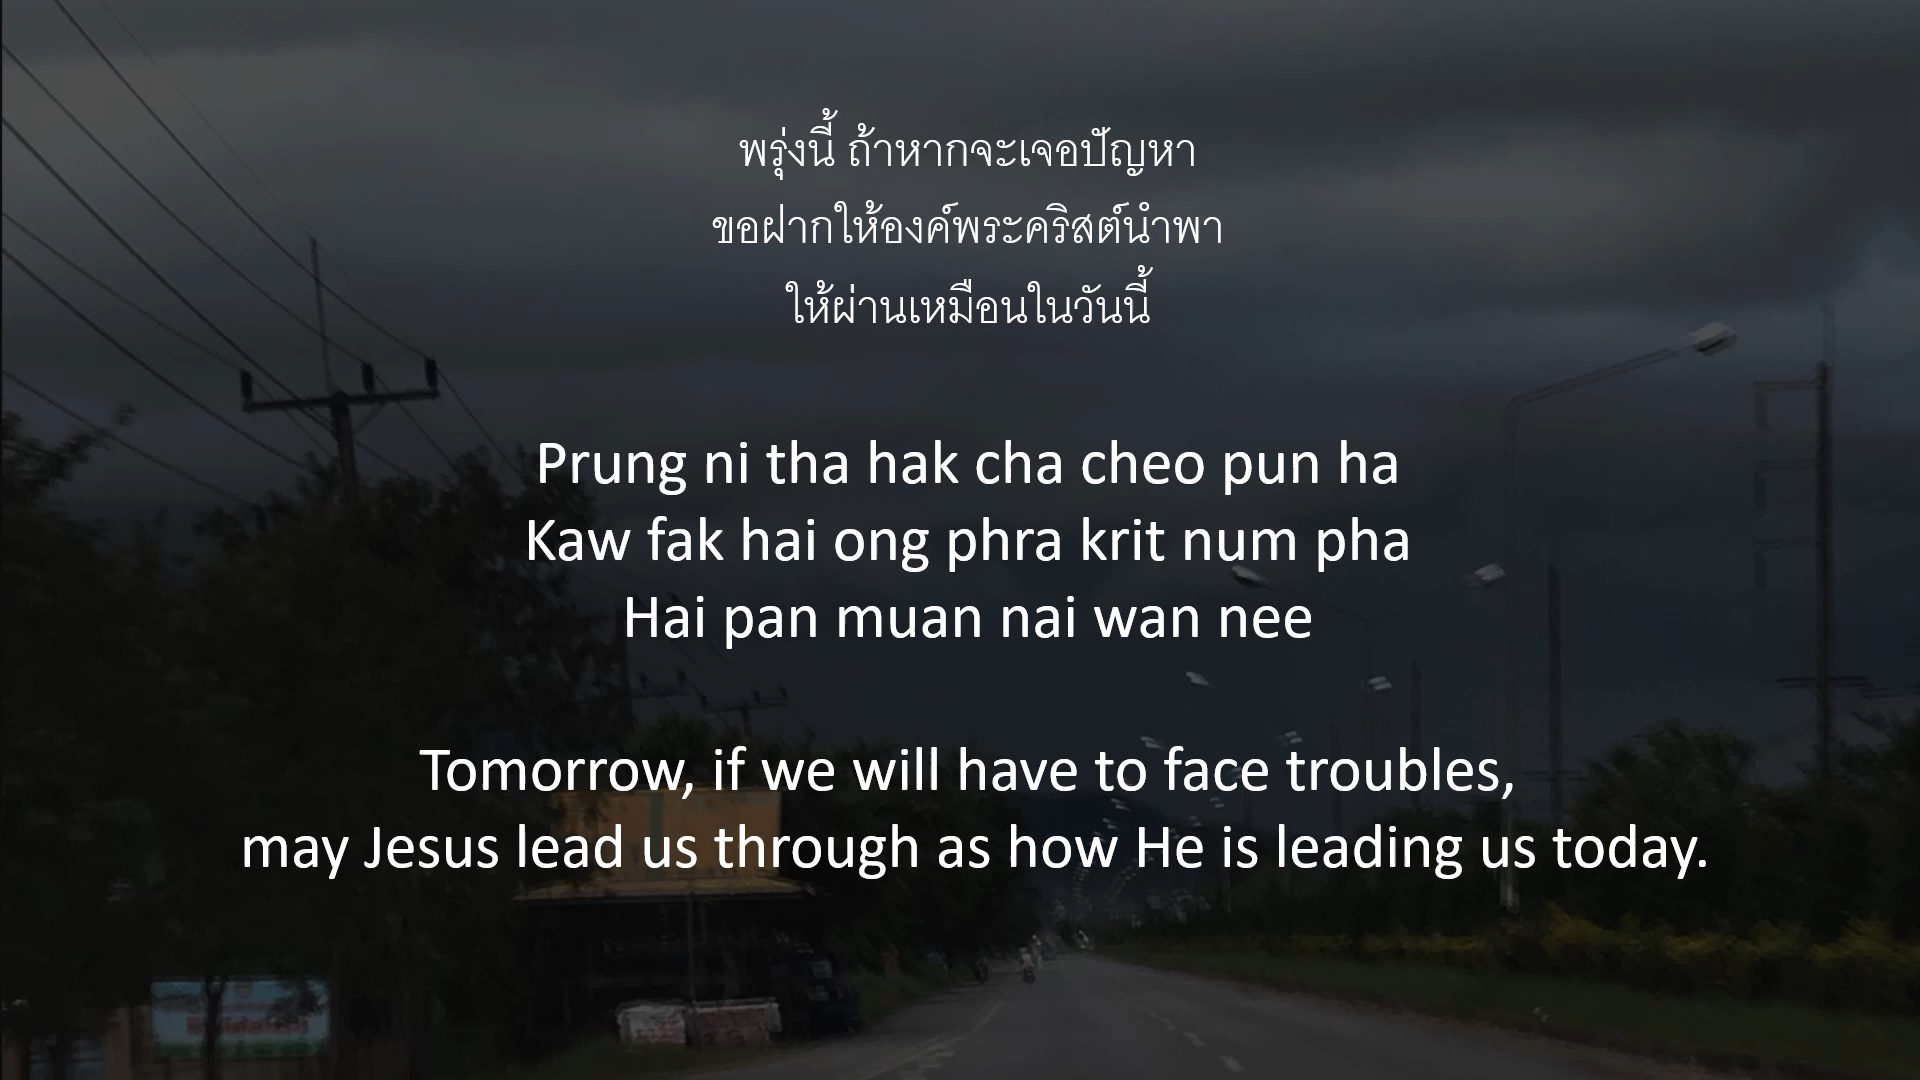 พรุ่งนี้ ถ้าหากจะเจอปัญหา
ขอฝากให้องค์พระคริสต์นำพา
ให้ผ่านเหมือนในวันนี้
Prung ni tha hak cha cheo pun ha
Kaw fak hai ong phra krit num pha
Hai pan muan nai wan nee
Tomorrow, if we will have to face troubles,
may Jesus lead us through as how He is leading us today.